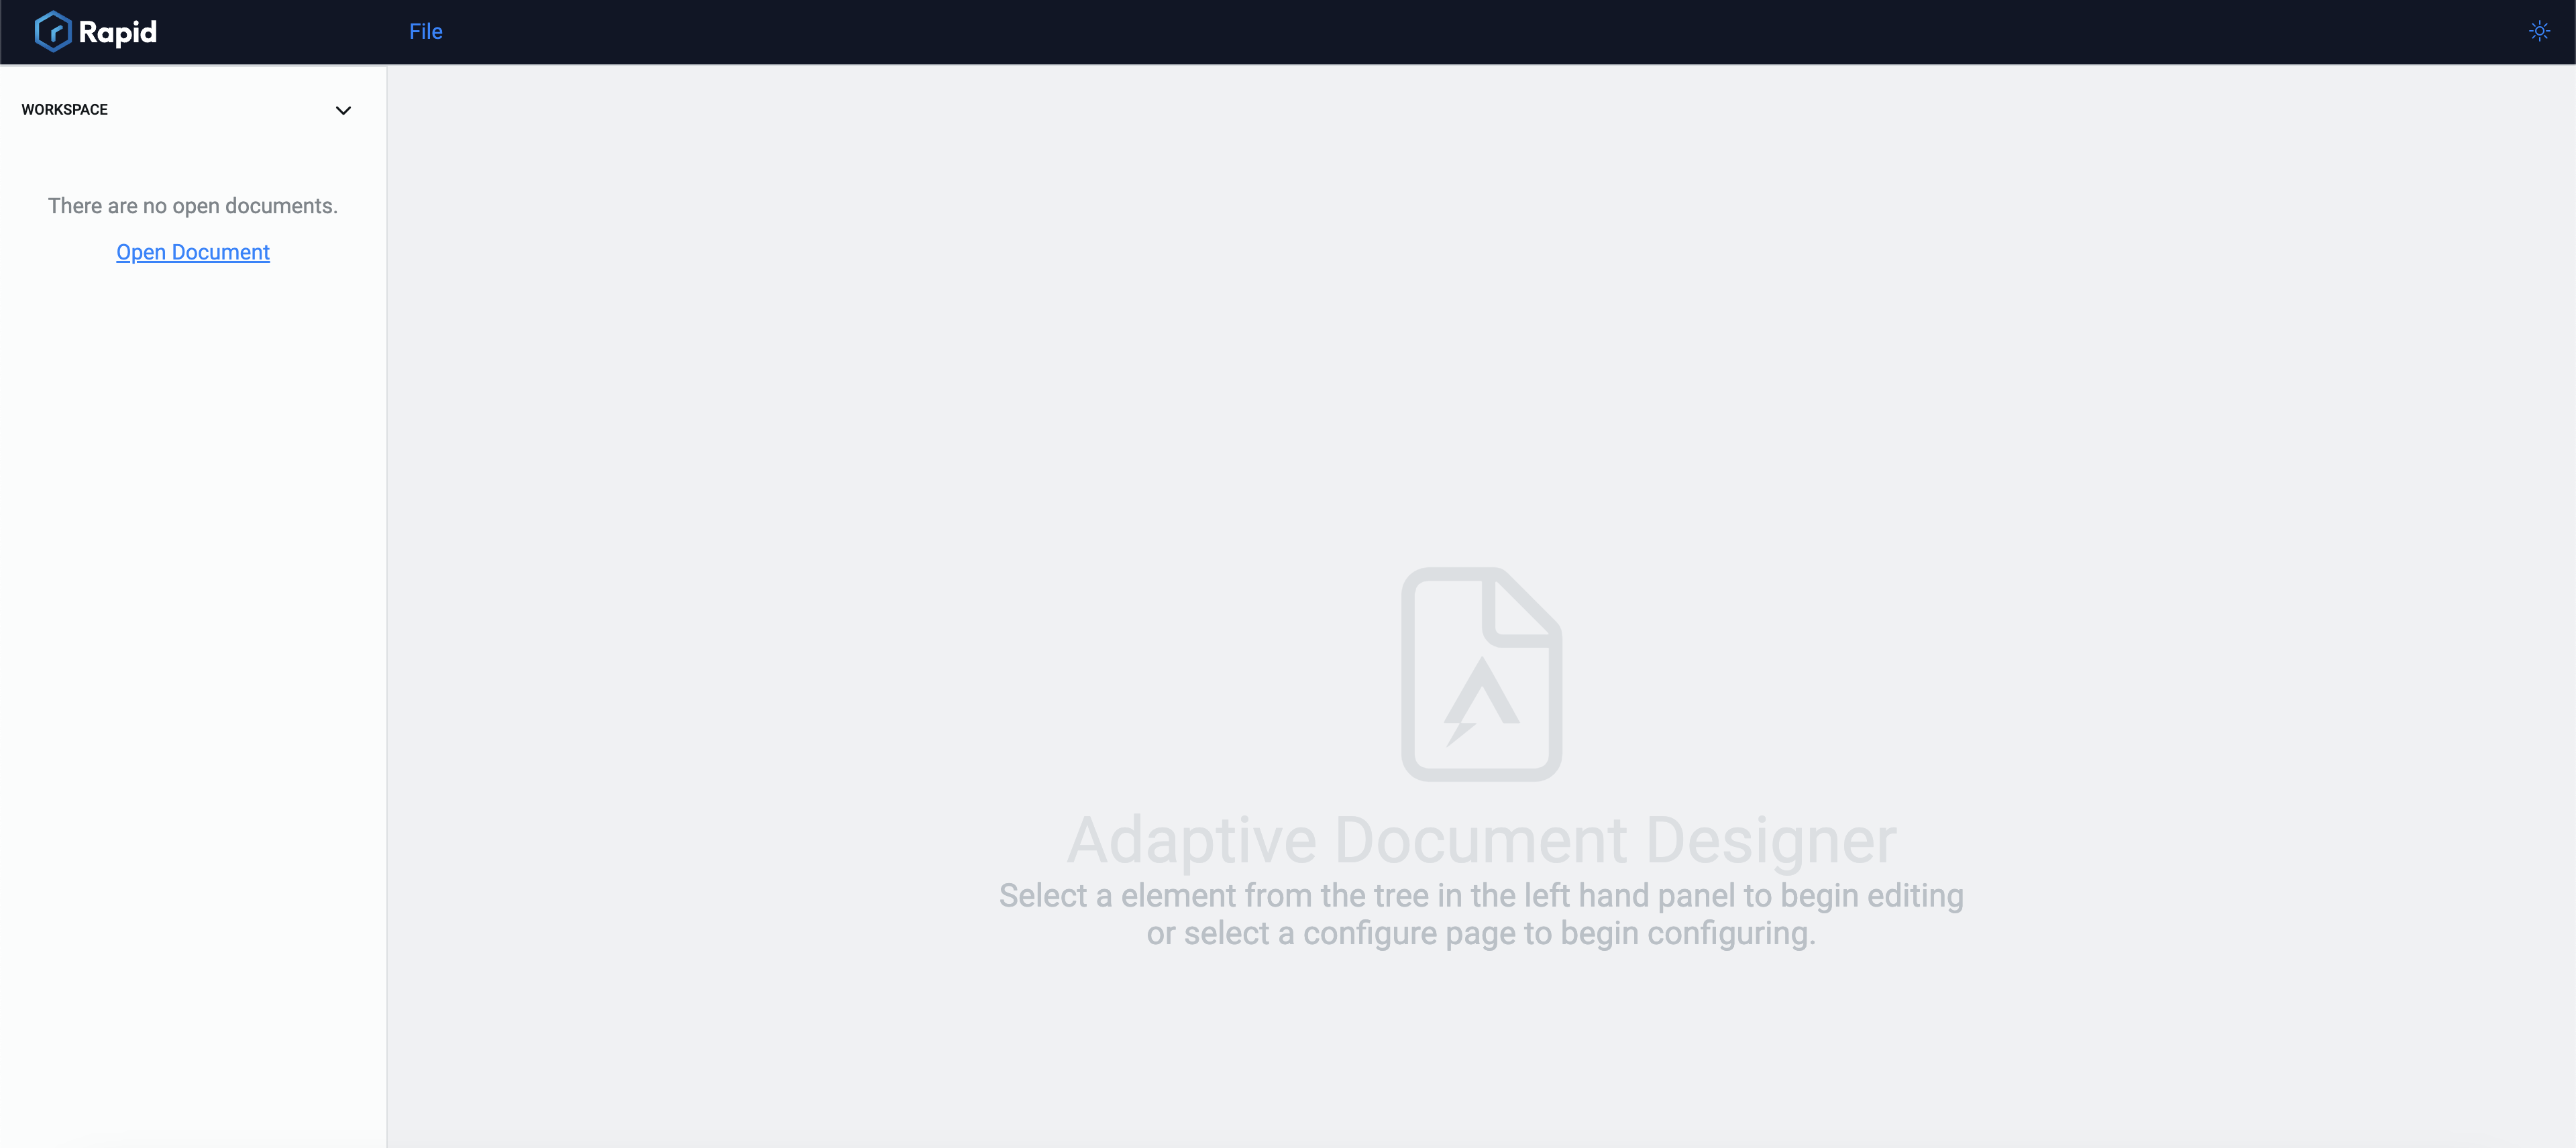 Rapid
File
WORKSPACE
There are no open documents.
Open Document
Adaptive Document Designer
Select a element from the tree in the left hand panel to begin editing
or select a configure page to begin configuring.